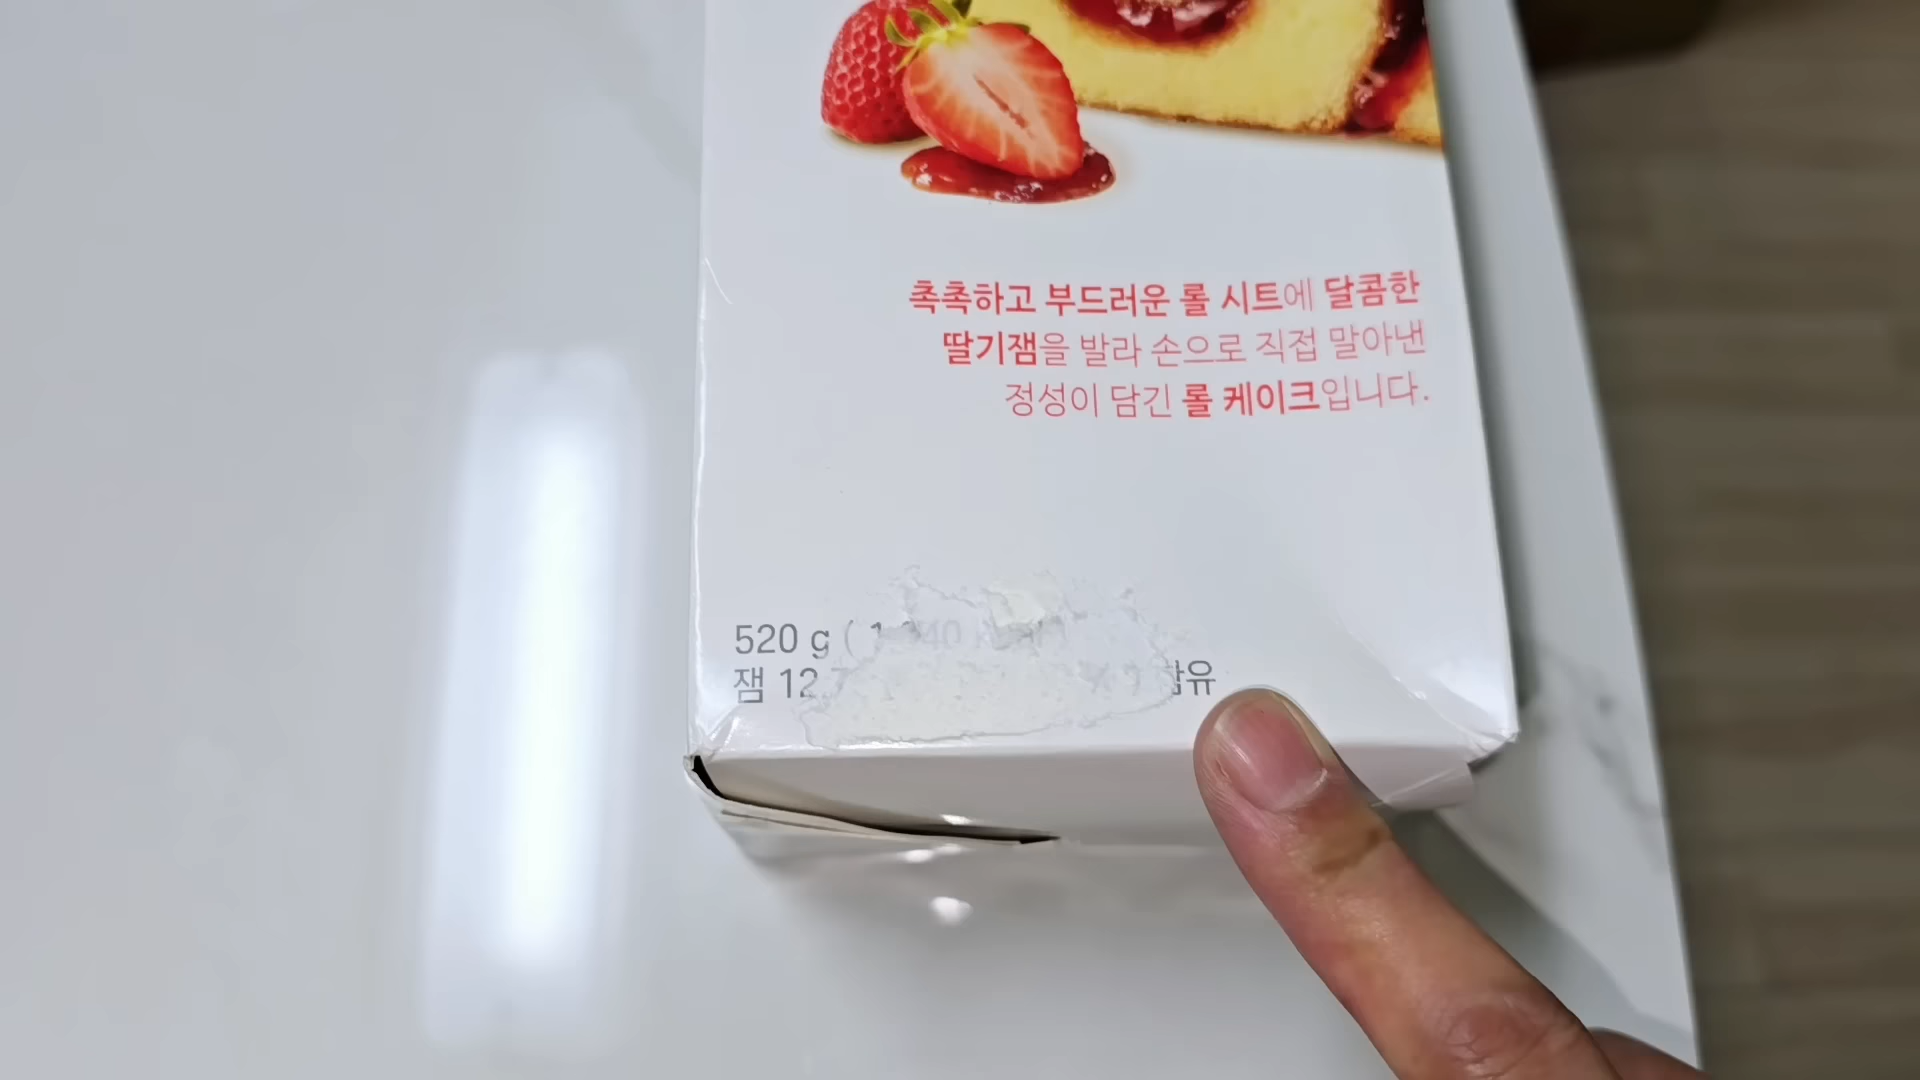 촉촉하고 부드러운 롤 시트에 달콤한
딸기잼을 발라 손으로 직접 말아낸
정성이 담긴 롤 케이크입니다.
520 g (
잼
함유